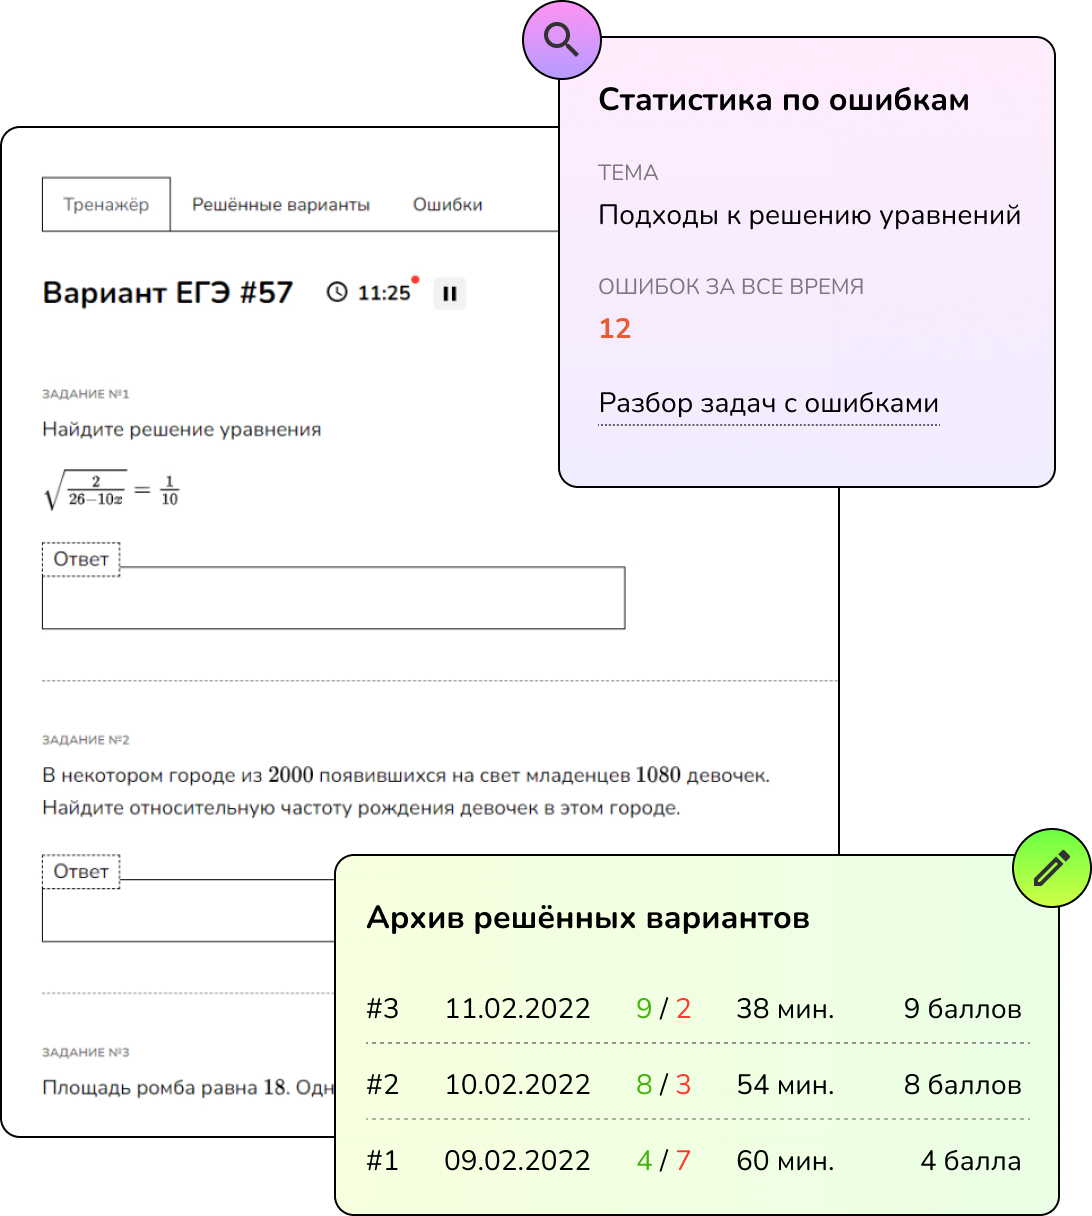 Статистика по ошибкам
ТЕМА
Подходы к решению уравнений
ОШИБОК ЗА ВСЕ ВРЕМЯ
12
Разбор задач с ошибками
Тренажёр Решённые варианты Ошибки
Вариант ЕГЭ #57 11:25
ЗАДАНИЕ №1
Найдите решение уравнения
√(2/(26−10x)) = 1/10
Ответ
ЗАДАНИЕ №2
В некотором городе из 2000 появившихся на свет младенцев 1080 девочек.
Найдите относительную частоту рождения девочек в этом городе.
Ответ
ЗАДАНИЕ №3
Площадь ромба равна 18. Одн
Архив решённых вариантов
#3 11.02.2022 9 / 2 38 мин. 9 баллов
#2 10.02.2022 8 / 3 54 мин. 8 баллов
#1 09.02.2022 4 / 7 60 мин. 4 балла